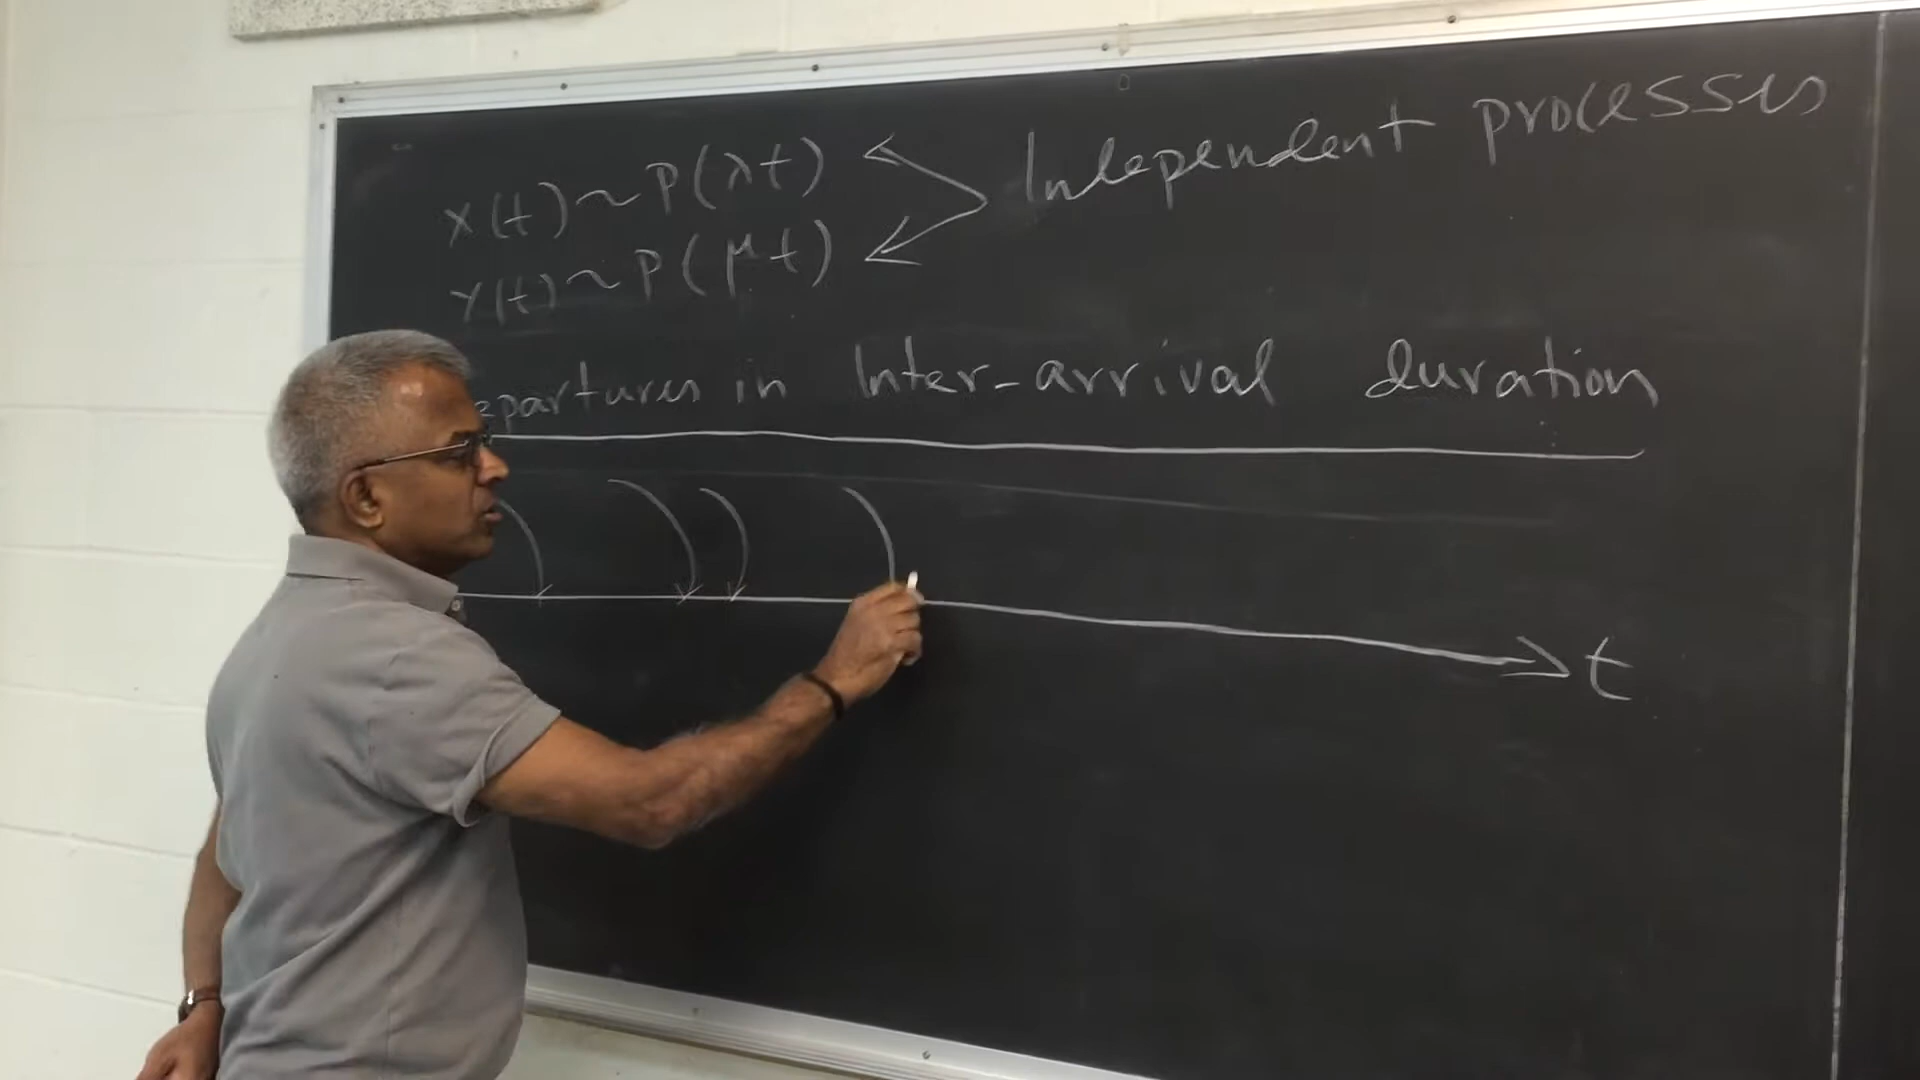 X(t) ~ P(λt)
Independent processes
Y(t) ~ P(μt)
epartures in Inter-arrival duration
t